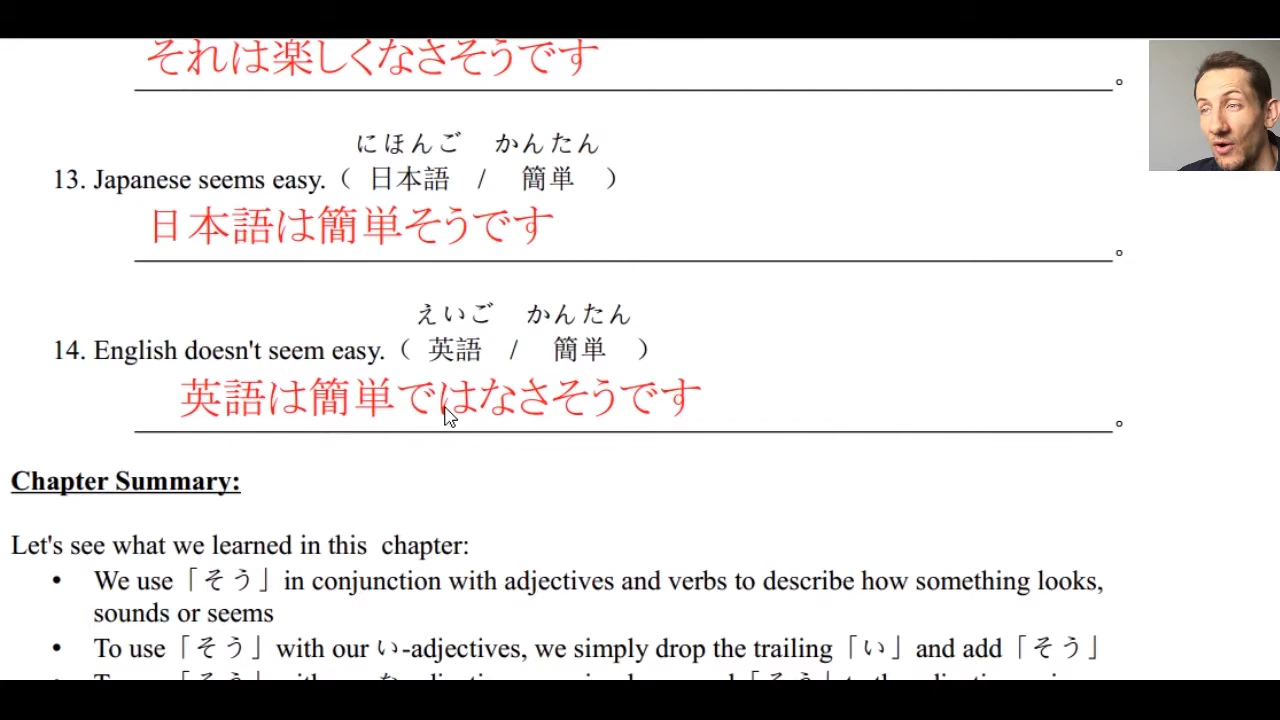 それは楽しくなさそうです
。
にほんご かんたん
13. Japanese seems easy.（ 日本語 / 簡単 ）
日本語は簡単そうです
。
えいご かんたん
14. English doesn't seem easy.（ 英語 / 簡単 ）
英語は簡単ではなさそうです
。
Chapter Summary:
Let's see what we learned in this chapter:
• We use「そう」in conjunction with adjectives and verbs to describe how something looks,
sounds or seems
• To use「そう」with our い-adjectives, we simply drop the trailing「い」and add「そう」